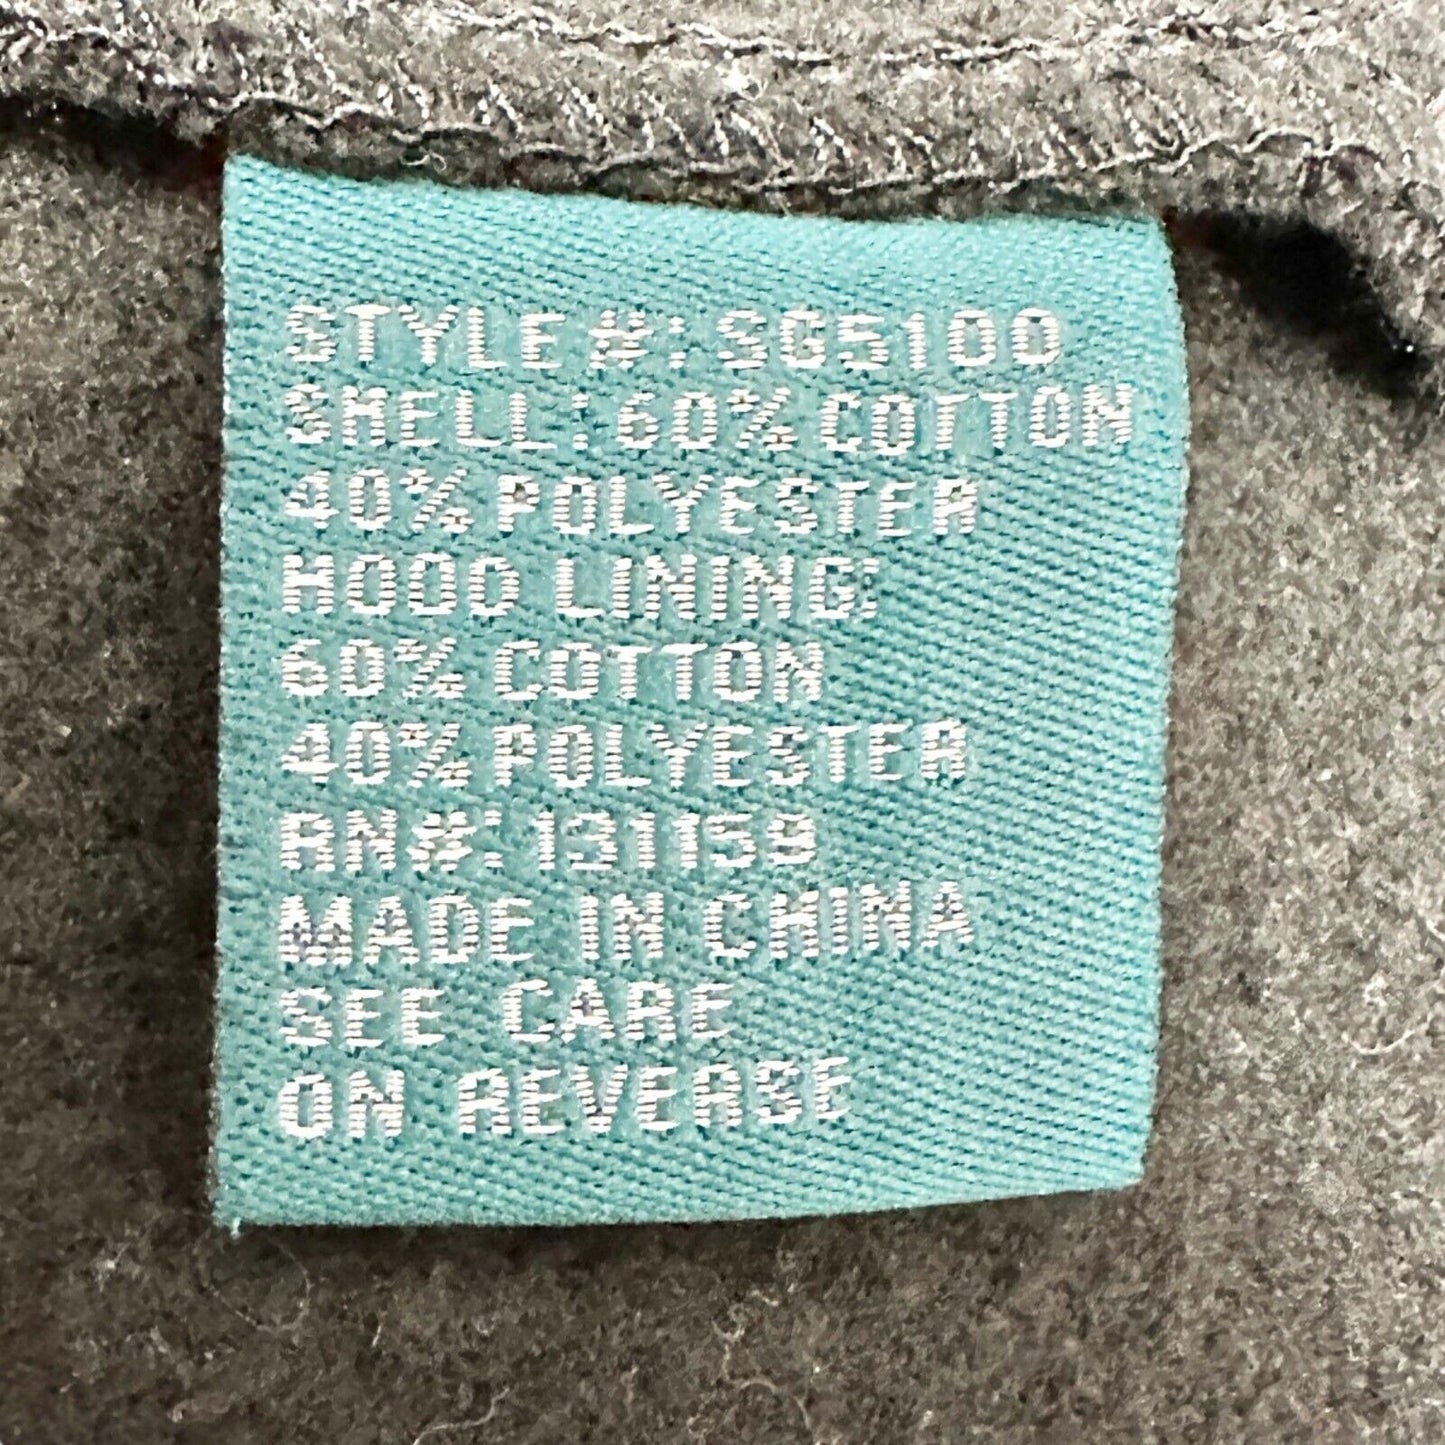 STYLE#: SG5100
SHELL: 60% COTTON
40% POLYESTER
HOOD LINING:
60% COTTON
40% POLYESTER
RN#: 131159
MADE IN CHINA
SEE CARE
ON REVERSE